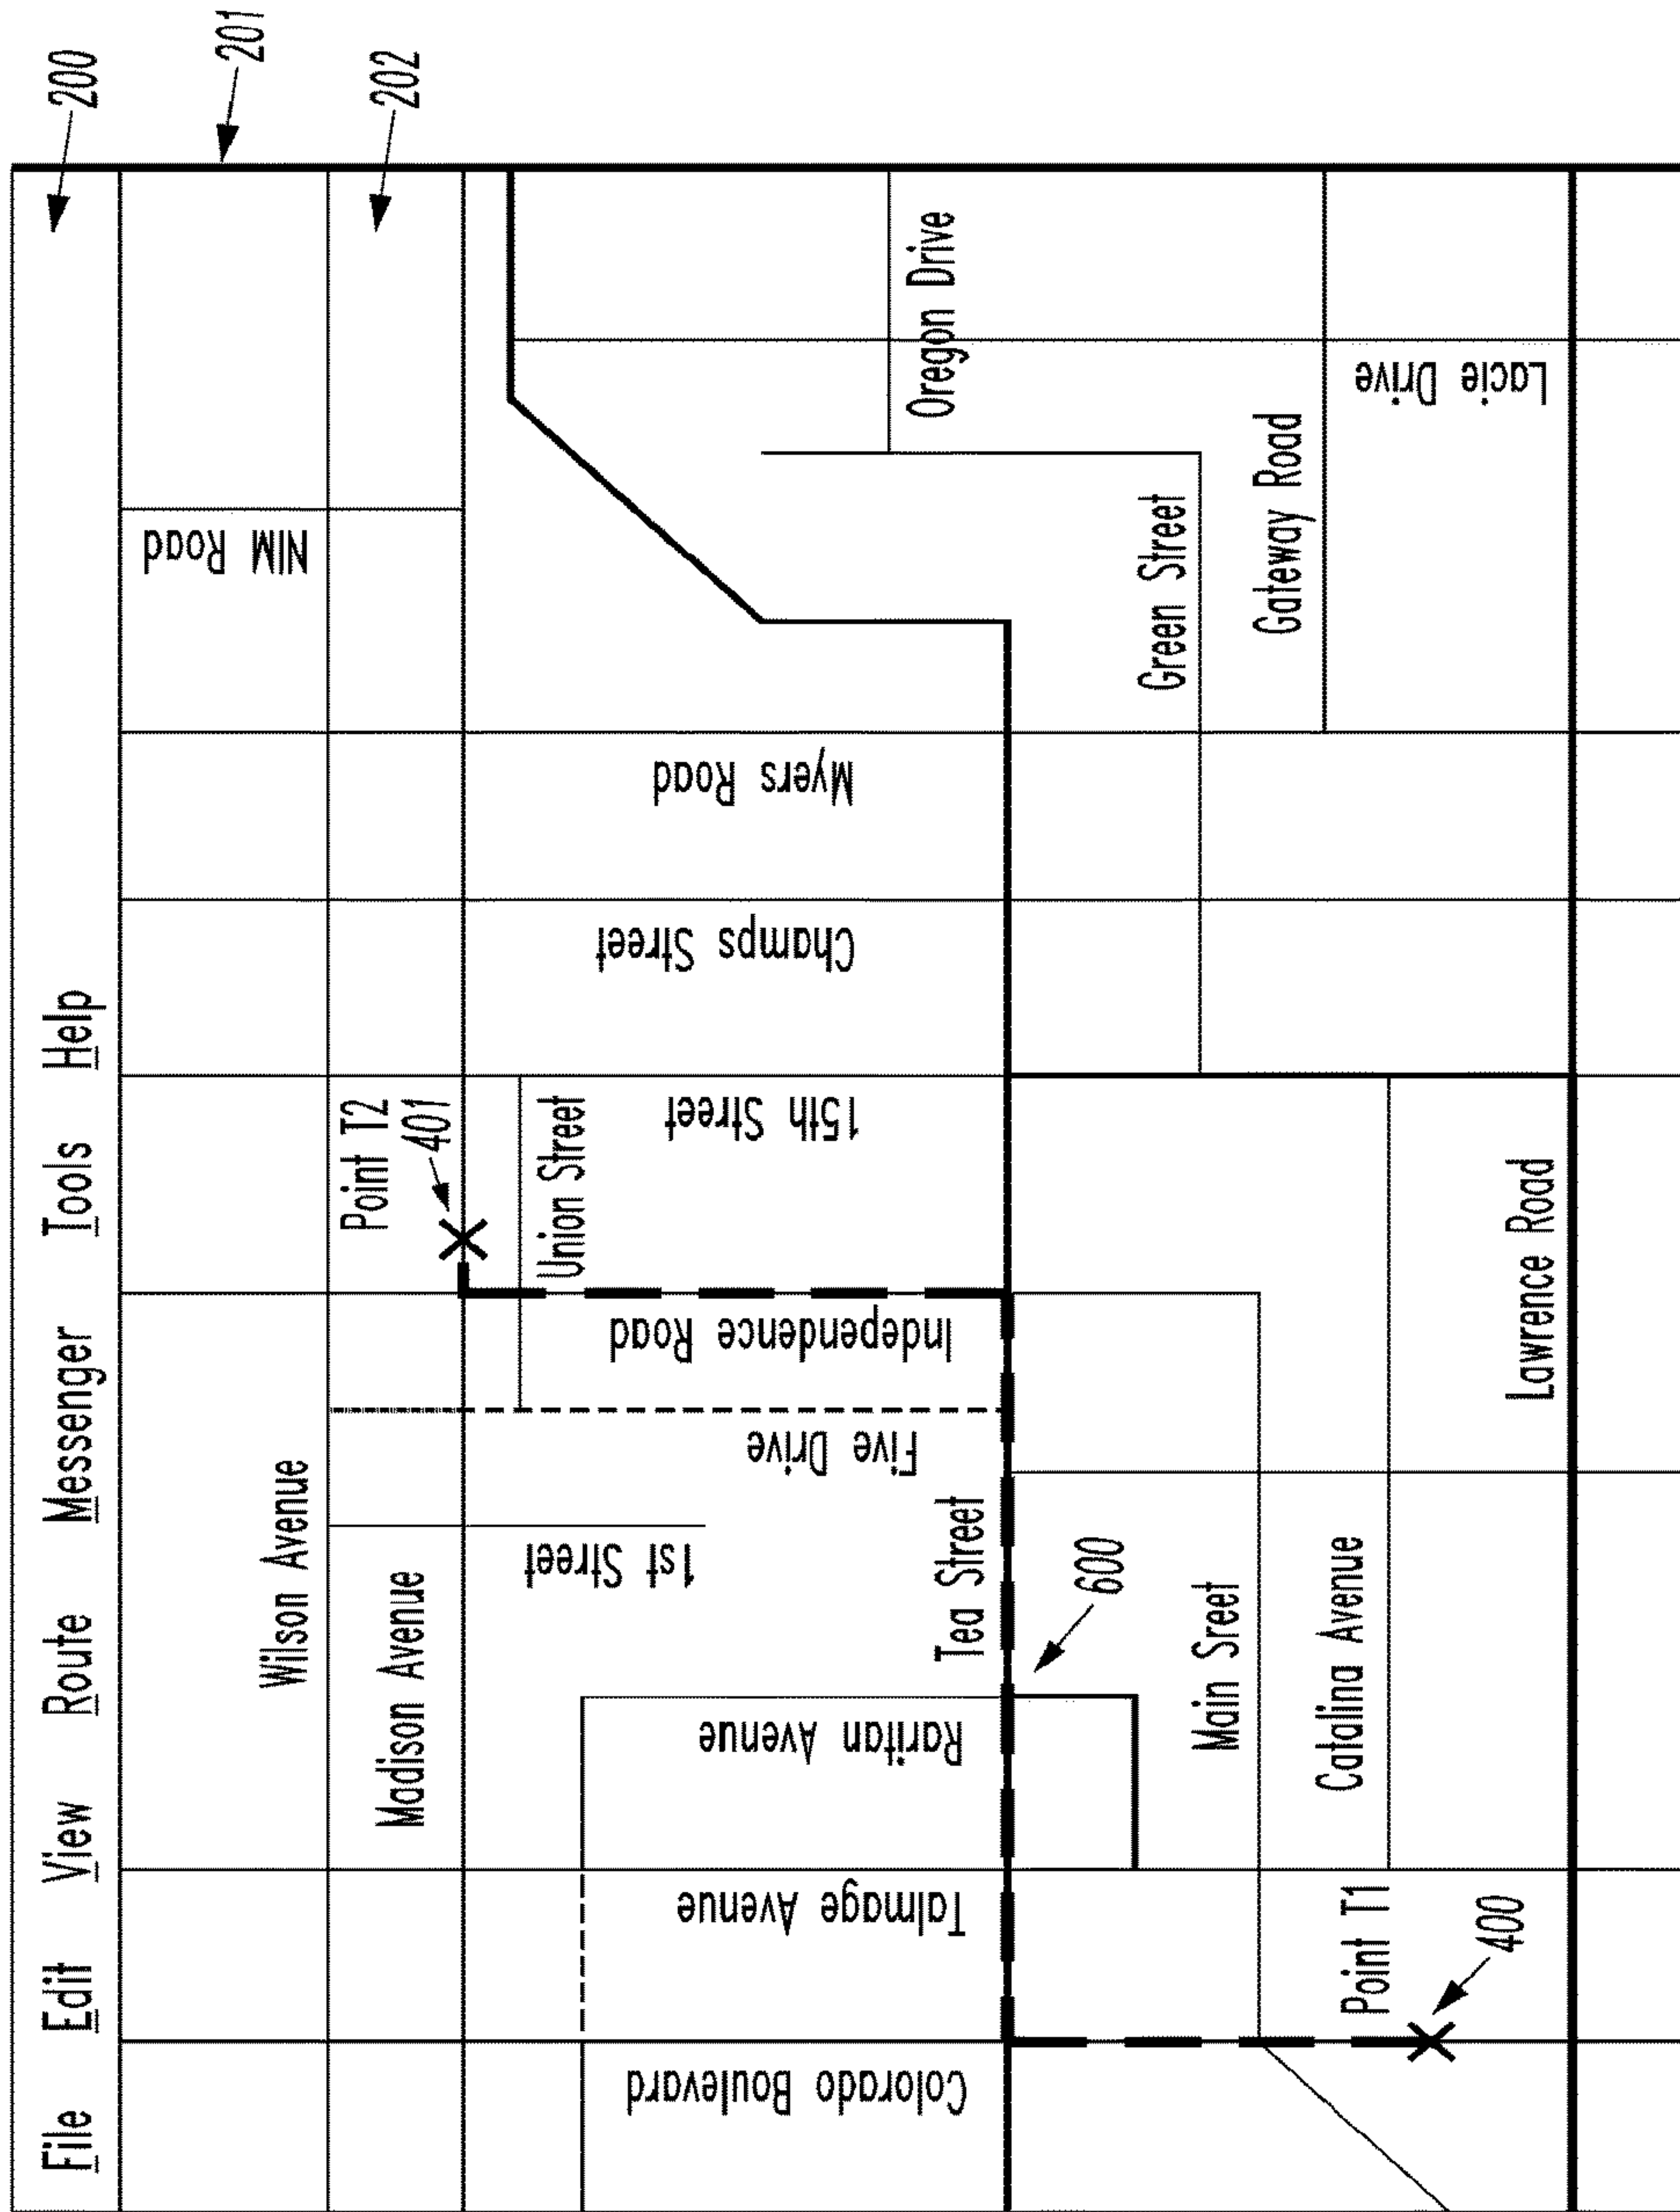 File Edit View Route Messenger Tools Help
200
201
202
NIM Road
Wilson Avenue
Point T2
401
Madison Avenue
Union Street
1st Street
Five Drive
Independence Road
15th Street
Champs Street
Myers Road
Oregon Drive
Colorado Boulevard
Talmage Avenue
Raritan Avenue
Tea Street
600
Green Street
Main Sreet
Gateway Road
Catalina Avenue
Point T1
400
Lacie Drive
Lawrence Road